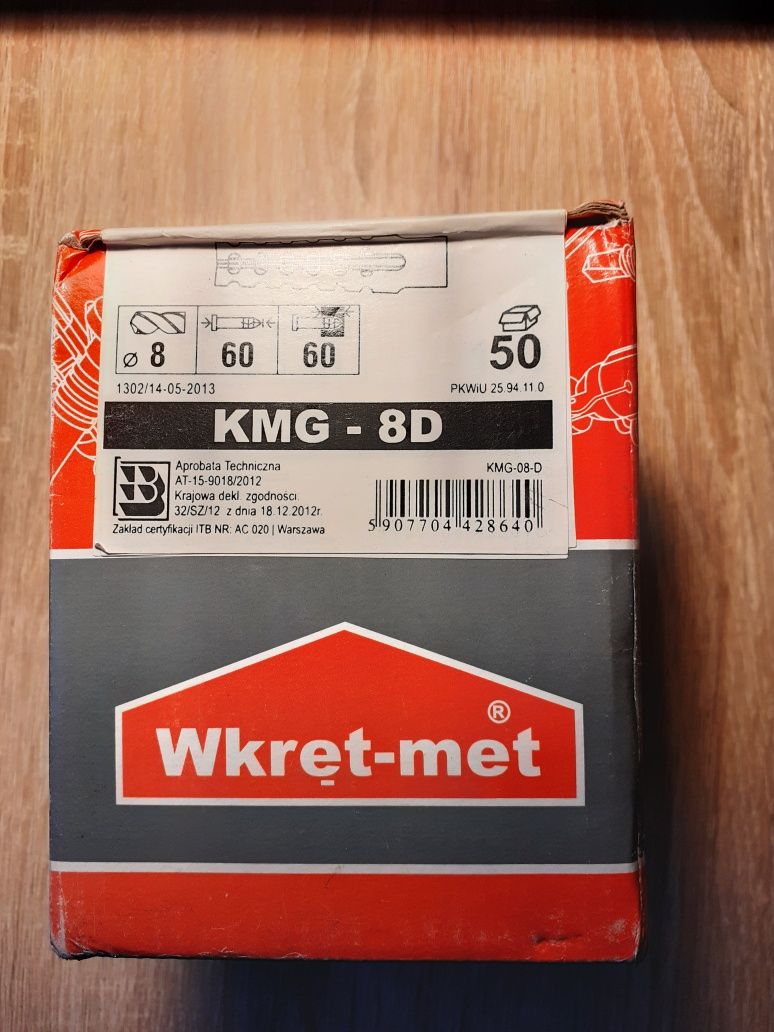 ø 8
60
60
50
1302/14-05-2013
PKWiU 25.94.11.0
KMG - 8D
B
Aprobata Techniczna
AT-15-9018/2012
Krajowa dekl. zgodności.
32/SZ/12 z dnia 18.12.2012r.
Zakład certyfikacji ITB NR: AC 020 | Warszawa
KMG-08-D
5 907704 428640
Wkręt-met ®